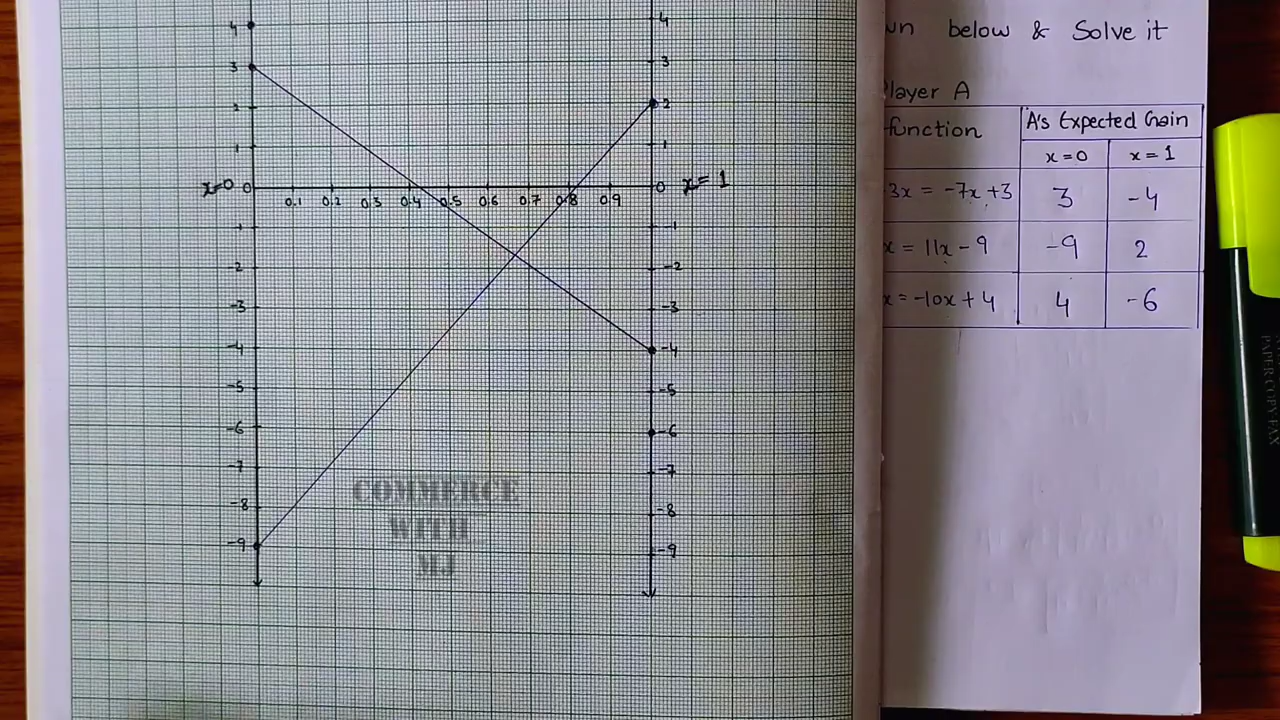 4 4
3 3
2 2
1 1
x=0 0 0 x=1
0.1 0.2 0.3 0.4 0.5 0.6 0.7 0.8 0.9
-1 -1
-2 -2
-3 -3
-4 -4
-5 -5
-6 -6
-7 -7
-8 -8
-9 -9
COMMERCE
WITH
MJ
below & Solve it
Player A
function A's Expected Gain
x=0 x=1
3x = -7x+3 3 -4
x = 11x-9 -9 2
x = -10x+4 4 -6